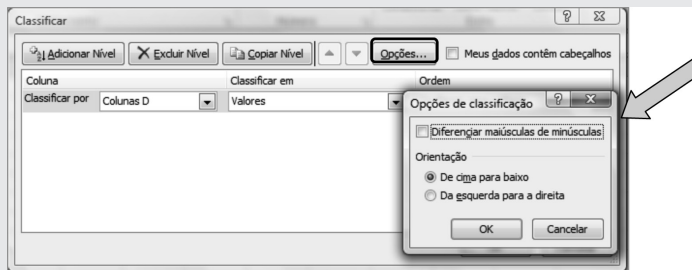 Classificar
Adicionar Nível Excluir Nível Copiar Nível Opções... Meus dados contêm cabeçalhos
Coluna Classificar em Ordem
Classificar por Colunas D Valores
Opções de classificação
Diferenciar maiúsculas de minúsculas
Orientação
De cima para baixo
Da esquerda para a direita
OK Cancelar